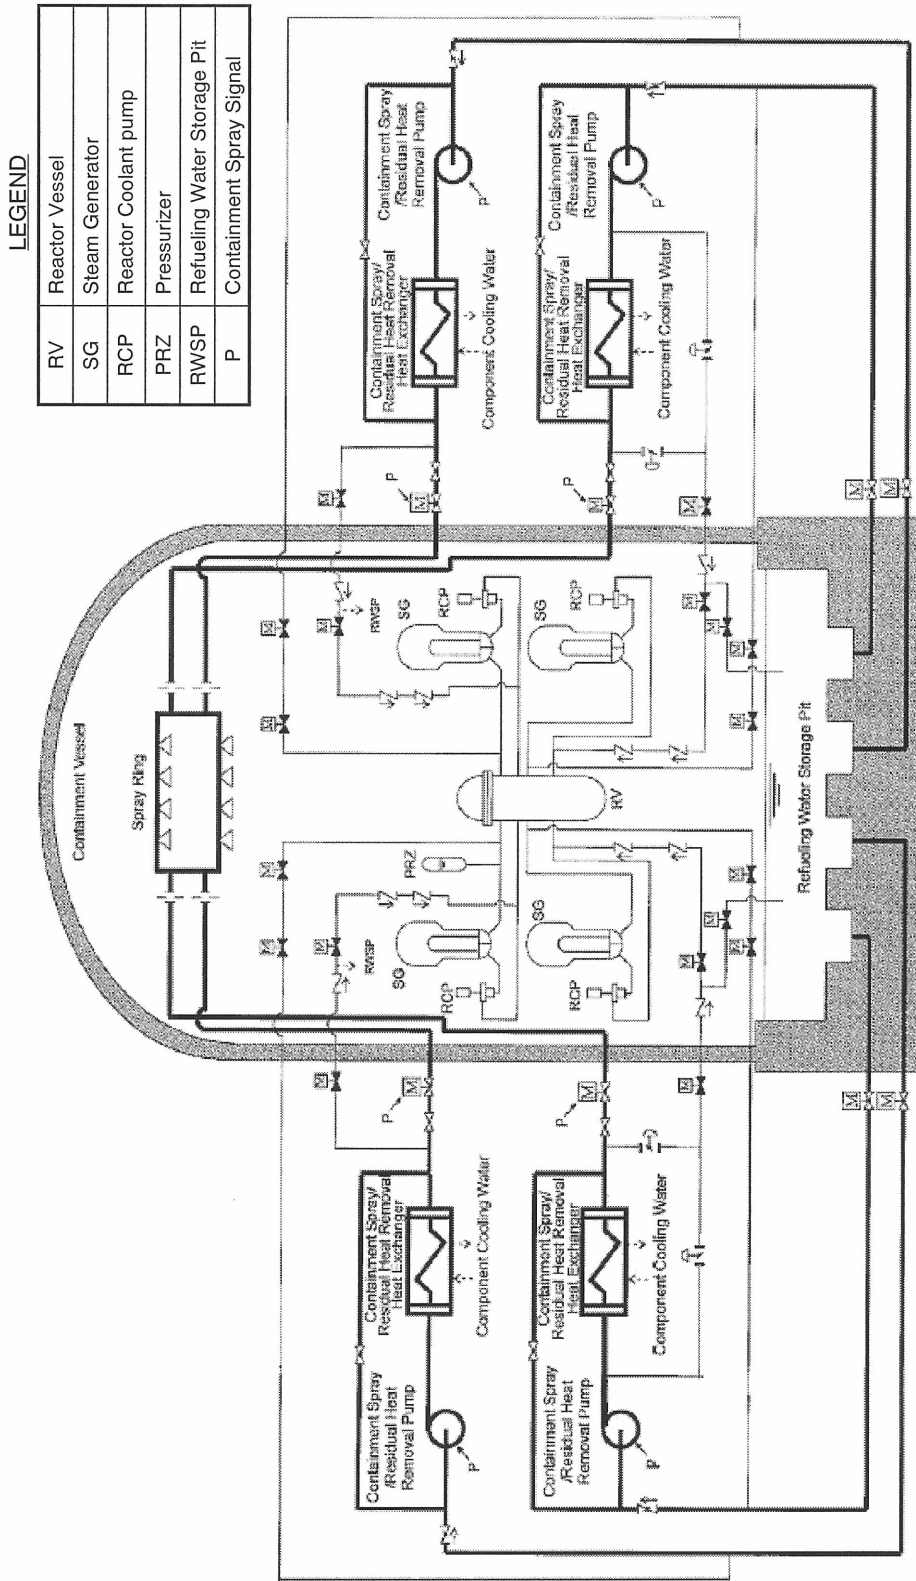 LEGEND
RV Reactor Vessel
SG Steam Generator
RCP Reactor Coolant pump
PRZ Pressurizer
RWSP Refueling Water Storage Pit
P Containment Spray Signal
Containment Vessel
Spray Ring
Containment Spray/
Residual Heat Removal
Heat Exchanger
Containment Spray
/Residual Heat
Removal Pump
P
Component Cooling Water
P
M
M
M
M
M
RWSP
SG
RCP
Containment Spray/
Residual Heat Removal
Heat Exchanger
Containment Spray
/Residual Heat
Removal Pump
P
Component Cooling Water
P
M
M
M
M
M
M
SG
RCP
M
M
Containment Spray/
Residual Heat Removal
Heat Exchanger
Containment Spray
/Residual Heat
Removal Pump
P
Component Cooling Water
P
M
M
M
M
M
RWSP
SG
RCP
PRZ
RV
Containment Spray/
Residual Heat Removal
Heat Exchanger
Containment Spray
/Residual Heat
Removal Pump
P
Component Cooling Water
P
M
M
M
M
M
M
SG
RCP
M
M
Refueling Water Storage Pit